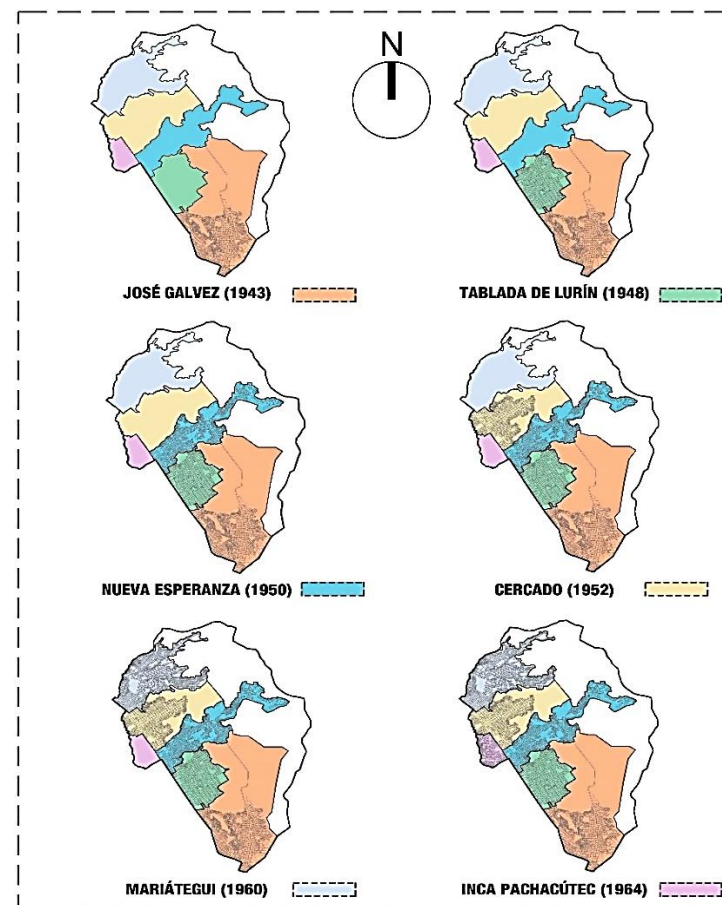 N
JOSÉ GALVEZ (1943)
TABLADA DE LURÍN (1948)
NUEVA ESPERANZA (1950)
CERCADO (1952)
MARIÁTEGUI (1960)
INCA PACHACÚTEC (1964)